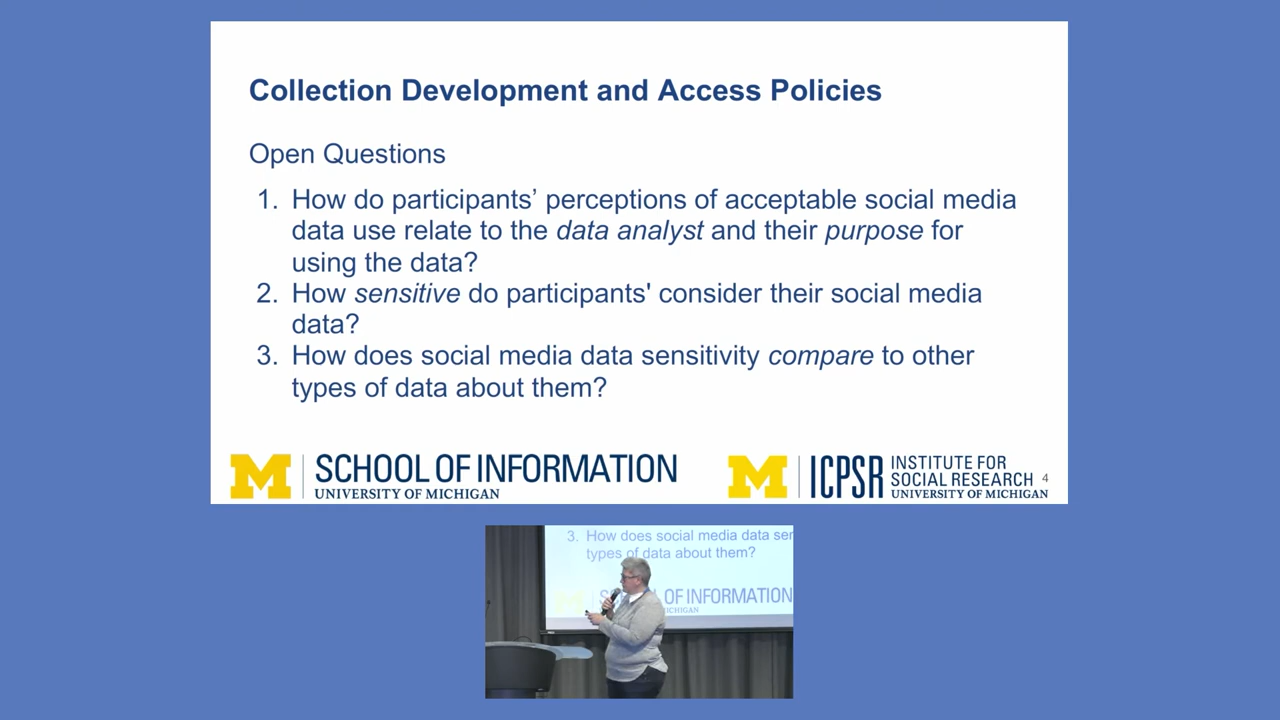 Collection Development and Access Policies
Open Questions
1. How do participants’ perceptions of acceptable social media
data use relate to the data analyst and their purpose for
using the data?
2. How sensitive do participants' consider their social media
data?
3. How does social media data sensitivity compare to other
types of data about them?
M SCHOOL OF INFORMATION
UNIVERSITY OF MICHIGAN
M ICPSR INSTITUTE FOR
SOCIAL RESEARCH
UNIVERSITY OF MICHIGAN
4
3. How does social media data sen
types of data about them?
OF INFORMATION